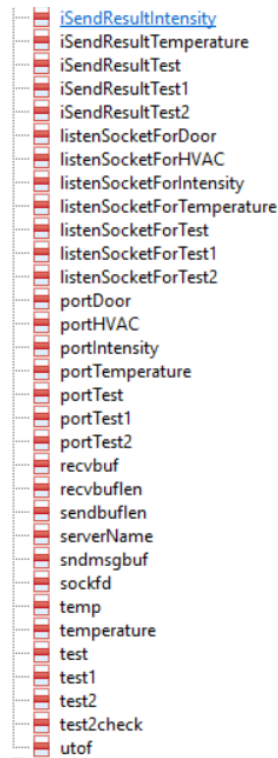 iSendResultIntensity
iSendResultTemperature
iSendResultTest
iSendResultTest1
iSendResultTest2
listenSocketForDoor
listenSocketForHVAC
listenSocketForIntensity
listenSocketForTemperature
listenSocketForTest
listenSocketForTest1
listenSocketForTest2
portDoor
portHVAC
portIntensity
portTemperature
portTest
portTest1
portTest2
recvbuf
recvbuflen
sendbuflen
serverName
sndmsgbuf
sockfd
temp
temperature
test
test1
test2
test2check
utof